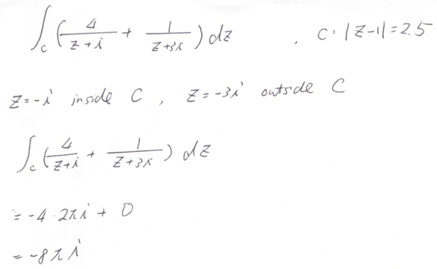 ∫_C (4/(z+i) + 1/(z+3i)) dz , C: |z-1|=2.5
z=-i inside C , z=-3i outside C
∫_C (4/(z+i) + 1/(z+3i)) dz
= -4·2πi + 0
= -8πi